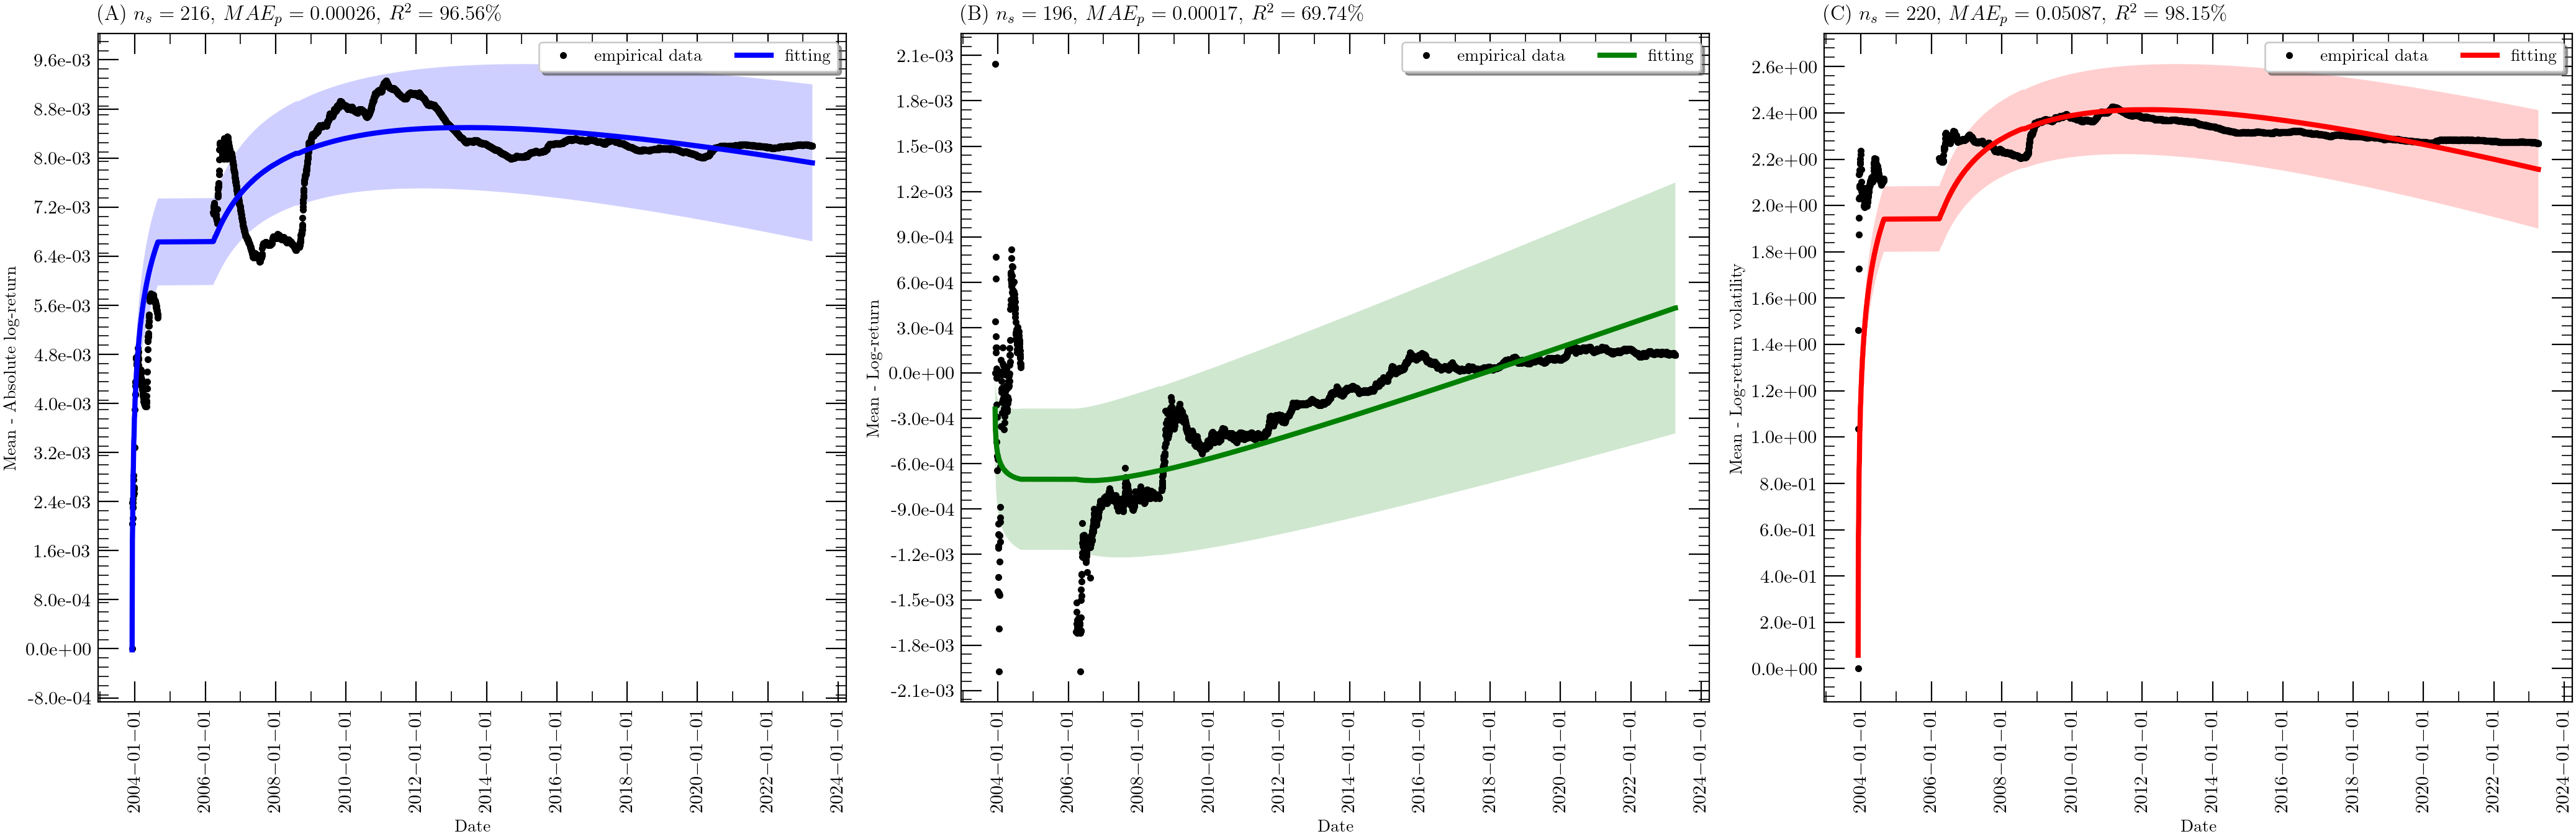 (A) n_s = 216, MAE_p = 0.00026, R^2 = 96.56%
empirical data
fitting
Mean - Absolute log-return
9.6e-03
8.8e-03
8.0e-03
7.2e-03
6.4e-03
5.6e-03
4.8e-03
4.0e-03
3.2e-03
2.4e-03
1.6e-03
8.0e-04
0.0e+00
-8.0e-04
2004-01-01
2006-01-01
2008-01-01
2010-01-01
2012-01-01
2014-01-01
2016-01-01
2018-01-01
2020-01-01
2022-01-01
2024-01-01
Date
(B) n_s = 196, MAE_p = 0.00017, R^2 = 69.74%
empirical data
fitting
Mean - Log-return
2.1e-03
1.8e-03
1.5e-03
1.2e-03
9.0e-04
6.0e-04
3.0e-04
0.0e+00
-3.0e-04
-6.0e-04
-9.0e-04
-1.2e-03
-1.5e-03
-1.8e-03
-2.1e-03
2004-01-01
2006-01-01
2008-01-01
2010-01-01
2012-01-01
2014-01-01
2016-01-01
2018-01-01
2020-01-01
2022-01-01
2024-01-01
Date
(C) n_s = 220, MAE_p = 0.05087, R^2 = 98.15%
empirical data
fitting
Mean - Log-return volatility
2.6e+00
2.4e+00
2.2e+00
2.0e+00
1.8e+00
1.6e+00
1.4e+00
1.2e+00
1.0e+00
8.0e-01
6.0e-01
4.0e-01
2.0e-01
0.0e+00
2004-01-01
2006-01-01
2008-01-01
2010-01-01
2012-01-01
2014-01-01
2016-01-01
2018-01-01
2020-01-01
2022-01-01
2024-01-01
Date